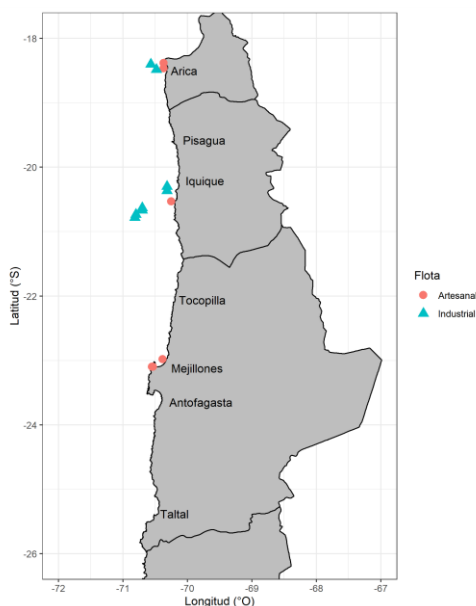 -18
-20
-22
-24
-26
Latitud (°S)
Arica
Pisagua
Iquique
Tocopilla
Mejillones
Antofagasta
Taltal
Flota
Artesanal
Industrial
-72 -71 -70 -69 -68 -67
Longitud (°O)